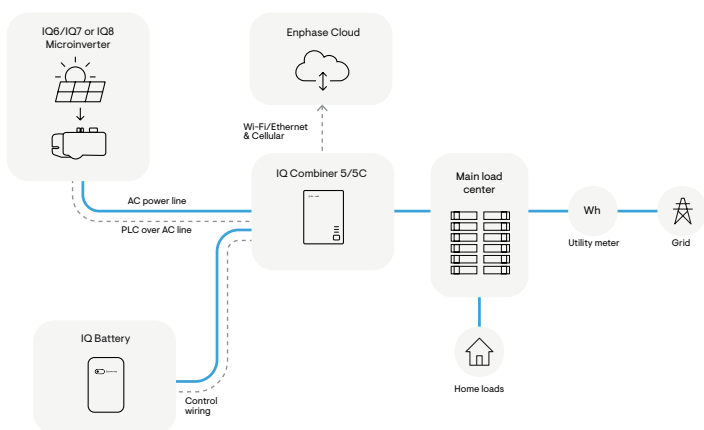 IQ6/IQ7 or IQ8
Microinverter
Enphase Cloud
Wi-Fi/Ethernet
& Cellular
IQ Combiner 5/5C
Main load
center
AC power line
PLC over AC line
Wh
Utility meter
Grid
IQ Battery
Control
wiring
Home loads